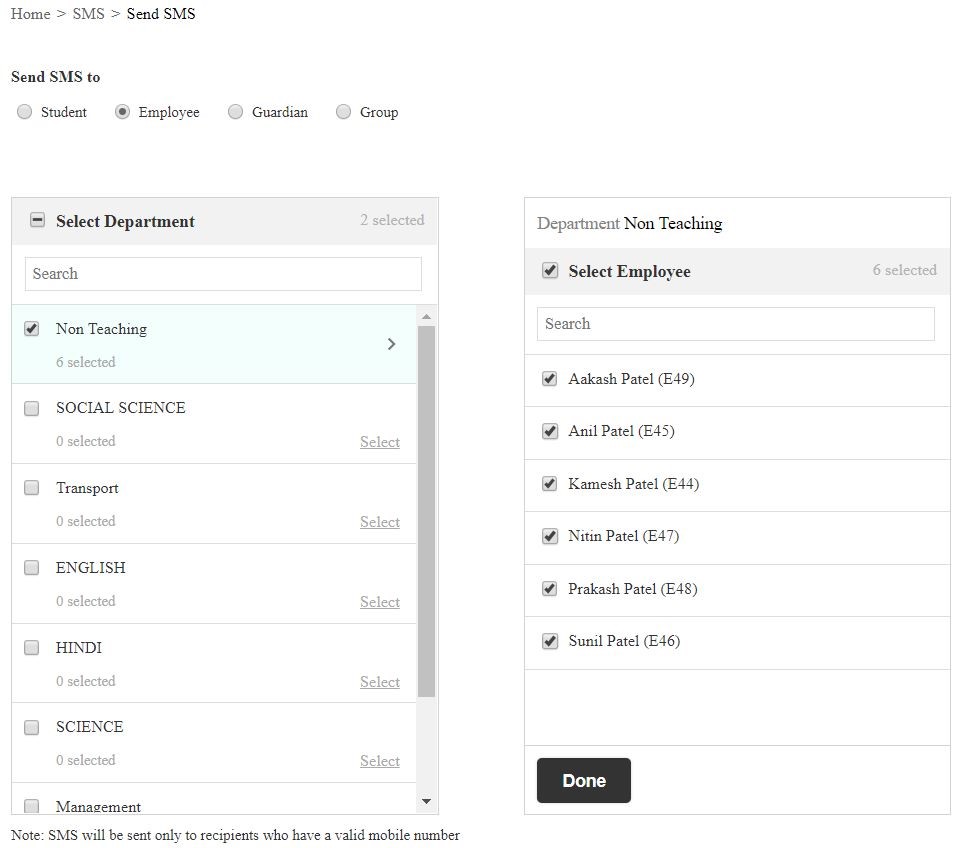 Home > SMS > Send SMS
Send SMS to
Student Employee Guardian Group
Select Department 2 selected
Search
Non Teaching
6 selected
SOCIAL SCIENCE
0 selected Select
Transport
0 selected Select
ENGLISH
0 selected Select
HINDI
0 selected Select
SCIENCE
0 selected Select
Management
Department Non Teaching
Select Employee 6 selected
Search
Aakash Patel (E49)
Anil Patel (E45)
Kamesh Patel (E44)
Nitin Patel (E47)
Prakash Patel (E48)
Sunil Patel (E46)
Done
Note: SMS will be sent only to recipients who have a valid mobile number